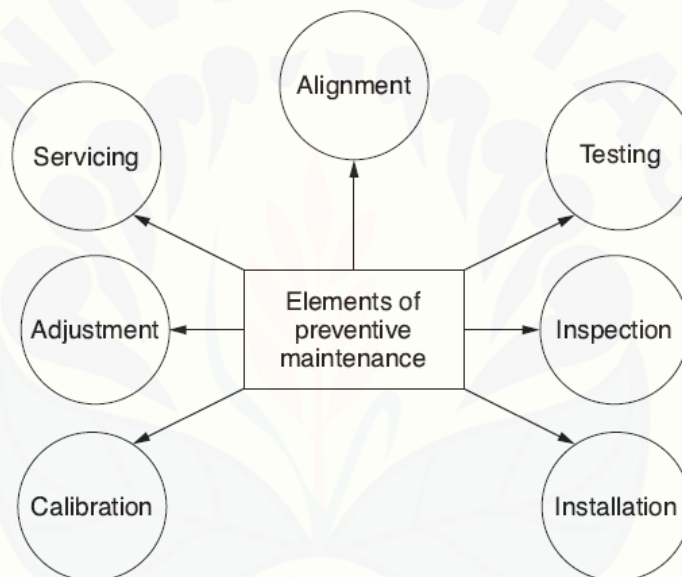 Alignment
Servicing
Testing
Elements of
preventive
maintenance
Adjustment
Inspection
Calibration
Installation